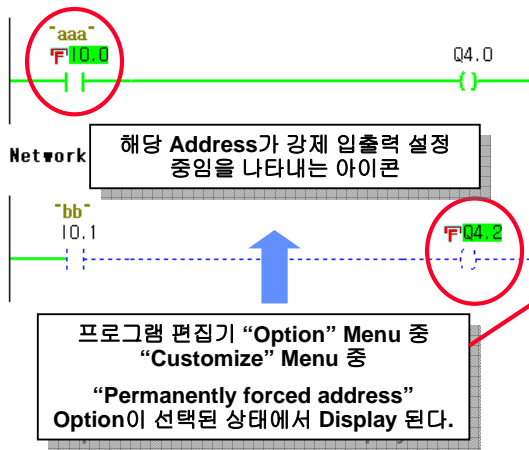 "aaa"
F I0.0
Q4.0
Network
해당 Address가 강제 입출력 설정
중임을 나타내는 아이콘
"bb"
I0.1
F Q4.2
프로그램 편집기 “Option” Menu 중
“Customize” Menu 중
“Permanently forced address”
Option이 선택된 상태에서 Display 된다.